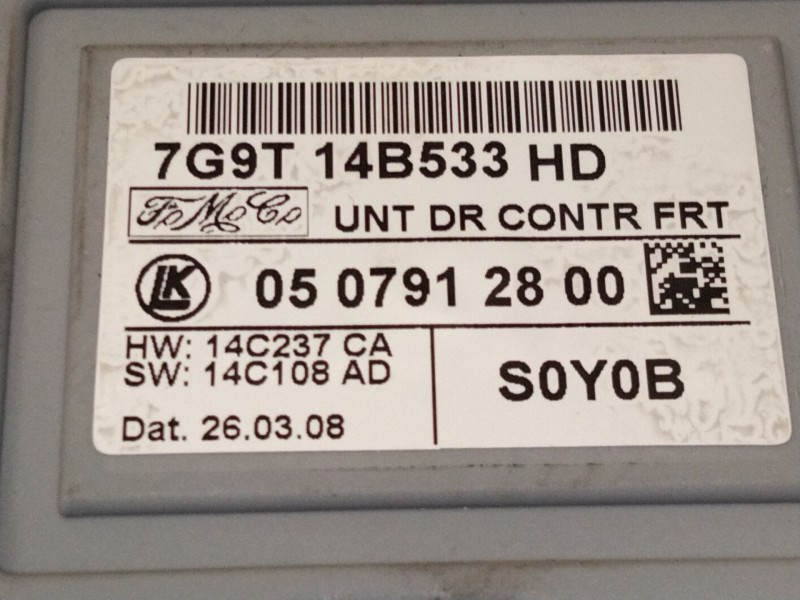 7G9T 14B533 HD
FoMoCo UNT DR CONTR FRT
LK 05 0791 28 00
HW: 14C237 CA
SW: 14C108 AD
S0Y0B
Dat. 26.03.08